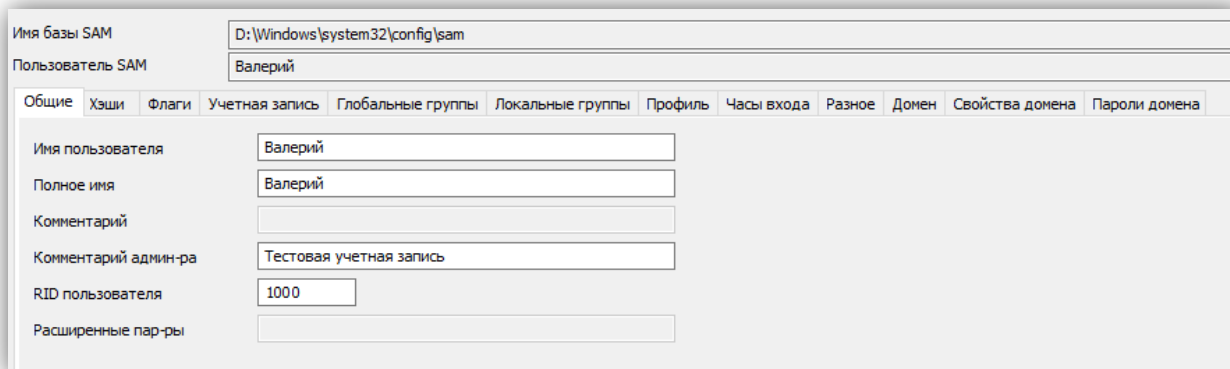 Имя базы SAM D:\Windows\system32\config\sam
Пользователь SAM Валерий
Общие Хэши Флаги Учетная запись Глобальные группы Локальные группы Профиль Часы входа Разное Домен Свойства домена Пароли домена
Имя пользователя Валерий
Полное имя Валерий
Комментарий
Комментарий админ-ра Тестовая учетная запись
RID пользователя 1000
Расширенные пар-ры